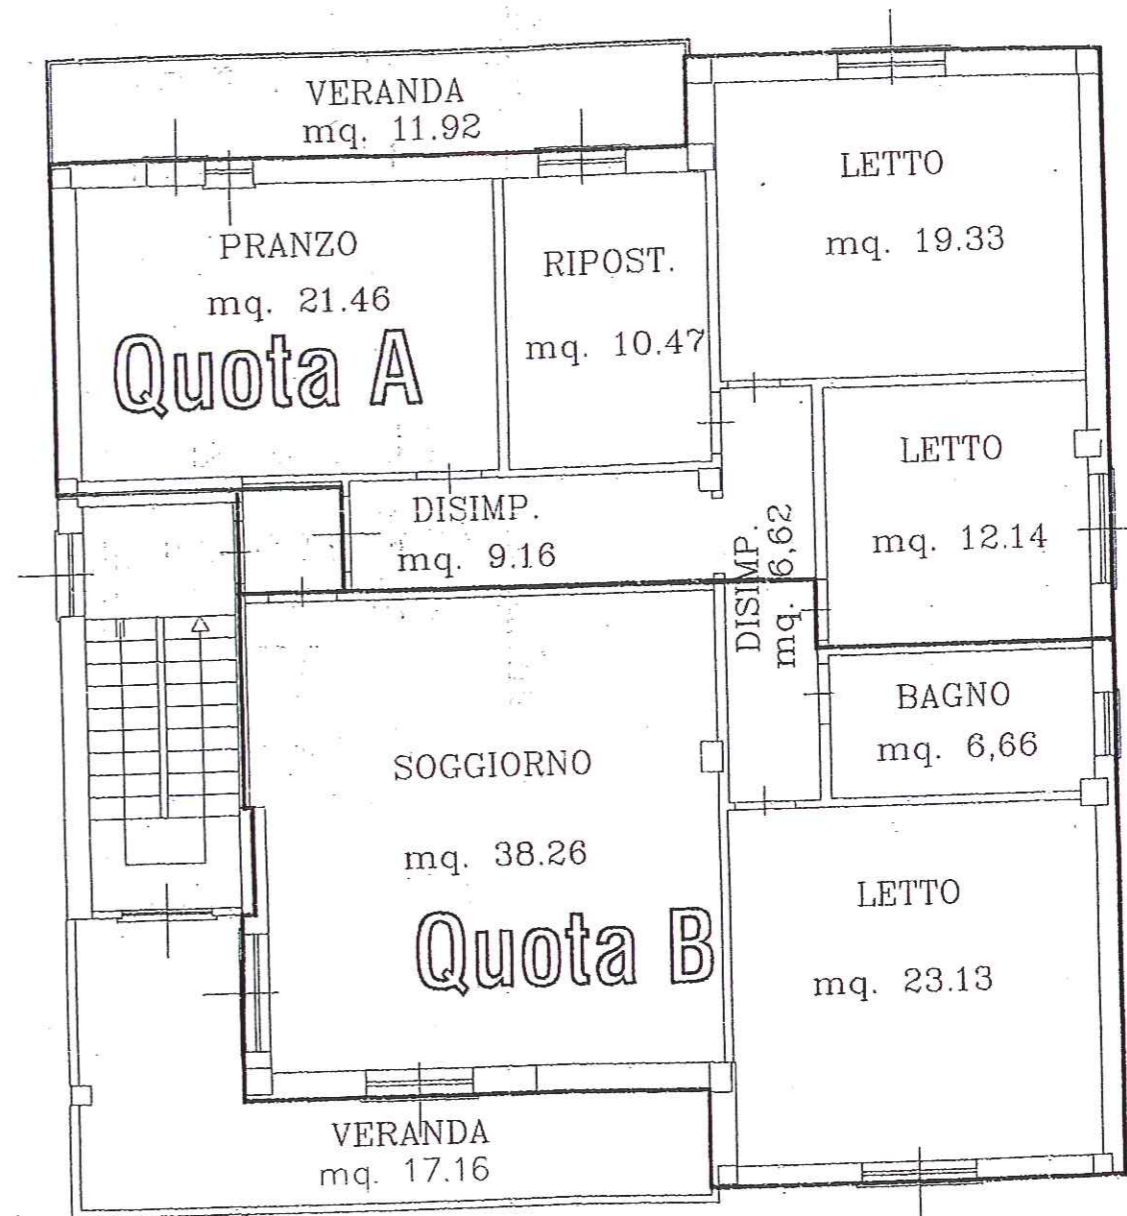 VERANDA
mq. 11.92
LETTO
mq. 19.33
PRANZO
mq. 21.46
RIPOST.
mq. 10.47
Quota A
LETTO
mq. 12.14
DISIMP.
mq. 9.16
DISIMP.
mq. 6,62
BAGNO
mq. 6,66
SOGGIORNO
mq. 38.26
Quota B
LETTO
mq. 23.13
VERANDA
mq. 17.16